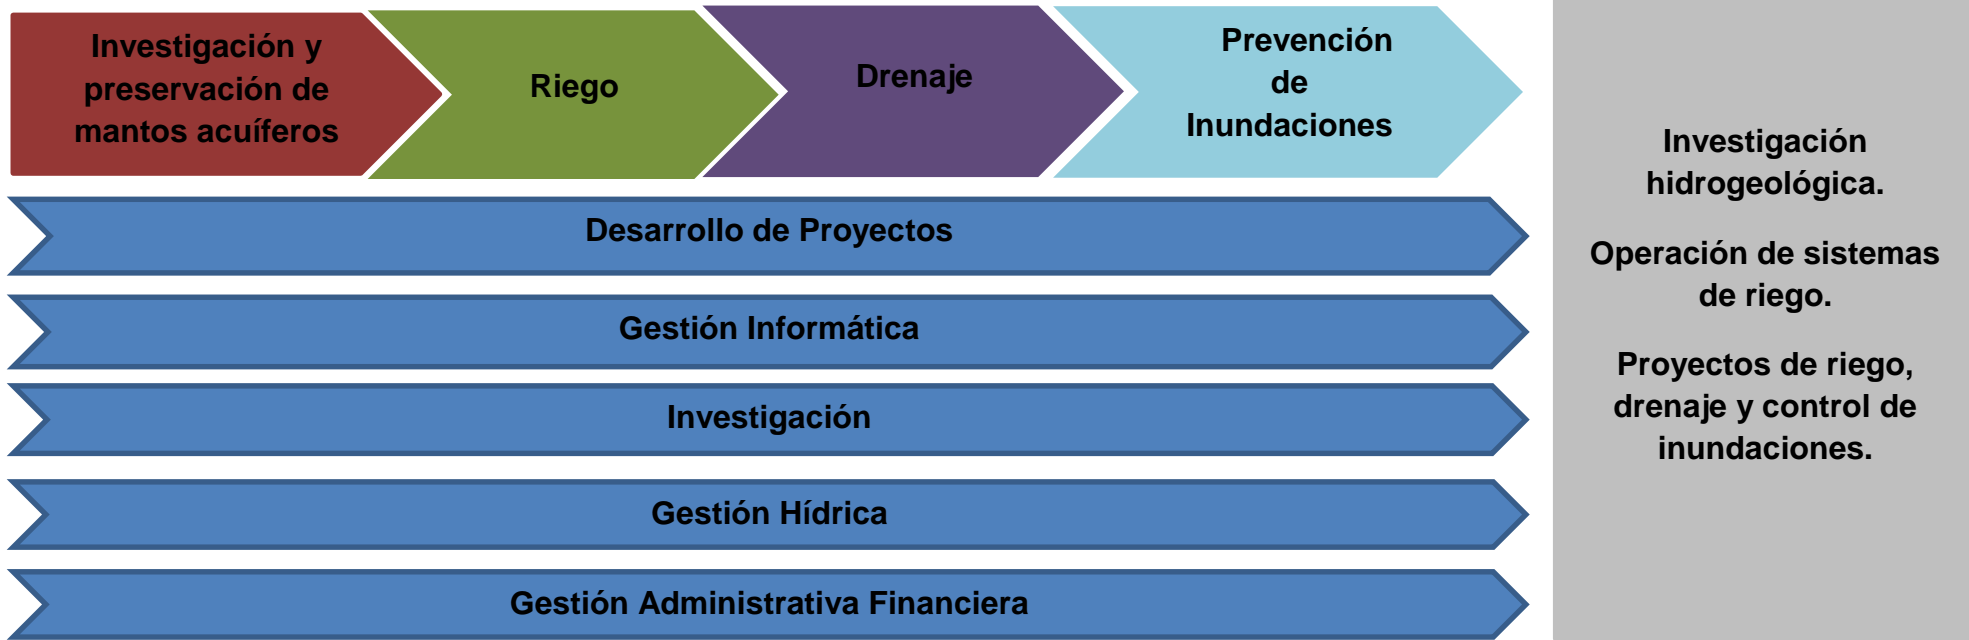 Investigación y
preservación de
mantos acuíferos
Riego
Drenaje
Prevención
de
Inundaciones
Desarrollo de Proyectos
Gestión Informática
Investigación
Gestión Hídrica
Gestión Administrativa Financiera
Investigación
hidrogeológica.
Operación de sistemas
de riego.
Proyectos de riego,
drenaje y control de
inundaciones.